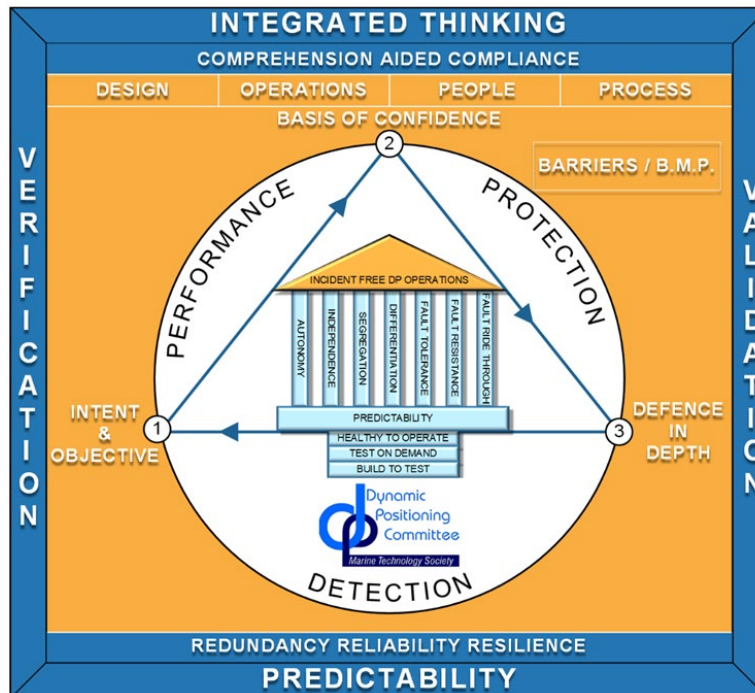 INTEGRATED THINKING
COMPREHENSION AIDED COMPLIANCE
DESIGN
OPERATIONS
PEOPLE
PROCESS
BASIS OF CONFIDENCE
BARRIERS / B.M.P.
VERIFICATION
VALIDATION
2
PERFORMANCE
PROTECTION
INCIDENT FREE DP OPERATIONS
AUTONOMY
INDEPENDENCE
SEGREGATION
DIFFERENTIATION
FAULT TOLERANCE
FAULT RESISTANCE
FAULT RIDE THROUGH
PREDICTABILITY
HEALTHY TO OPERATE
TEST ON DEMAND
BUILD TO TEST
INTENT
&
OBJECTIVE
1
3
DEFENCE
IN
DEPTH
dp
Dynamic
Positioning
Committee
Marine Technology Society
DETECTION
REDUNDANCY RELIABILITY RESILIENCE
PREDICTABILITY